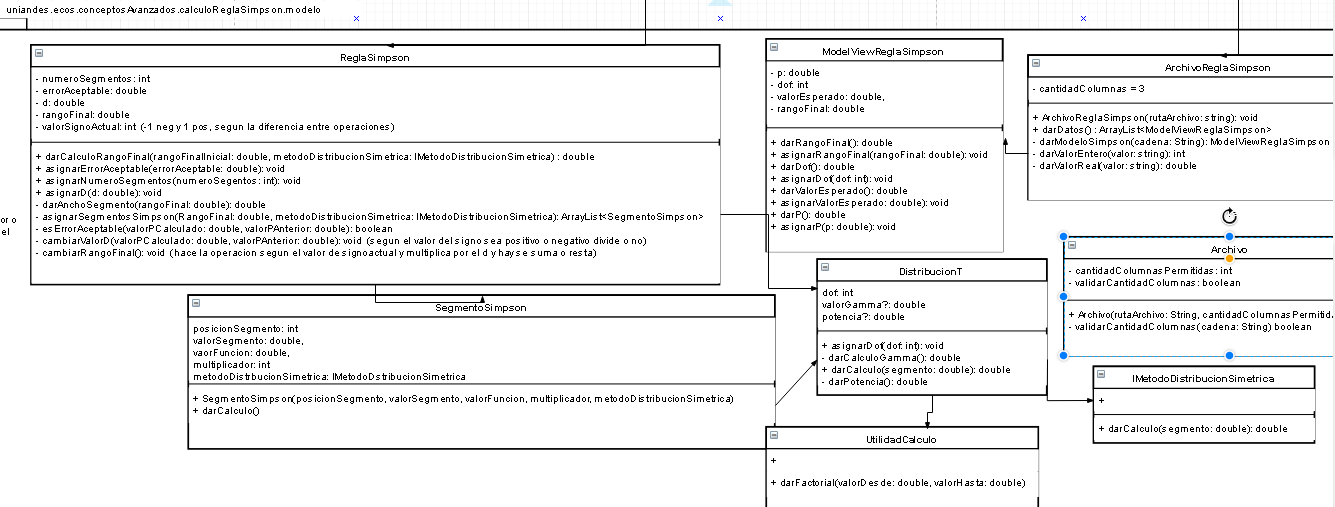 uniandes.ecos.conceptosAvanzados.calculoReglaSimpson.modelo
ReglaSimpson
- numeroSegmentos: int
- errorAceptable: double
- d: double
- rangoFinal: double
- valorSignoActual: int (-1 neg y 1 pos, segun la diferencia entre operaciones)
+ darCalculoRangoFinal(rangoFinalInicial: double, metodoDistribucionSimetrica: IMetodoDistribucionSimetrica) : double
+ asignarErrorAceptable(errorAceptable: double): void
+ asignarNumeroSegmentos(numeroSegentos: int): void
+ asignarD(d: double): void
- darAnchoSegmento(rangoFinal: double): double
- asignarSegmentosSimpson(RangoFinal: double, metodoDistribucionSimetrica: IMetodoDistribucionSimetrica): ArrayList<SegmentoSimpson>
- esErrorAceptable(valorPCalculado: double, valorPAnterior: double): boolean
- cambiarValorD(valorPCalculado: double, valorPAnterior: double): void (segun el valor del signo sea positivo o negativo divide o no)
- cambiarRangoFinal(): void (hace la operacion segun el valor de signoactual y multiplica por el d y hay se suma o resta)
or o
el
ModelViewReglaSimpson
- p: double
- dof: int
- valorEsperado: double,
- rangoFinal: double
+ darRangoFinal(): double
+ asignarRangoFinal(rangoFinal: double): void
+ darDof(): double
+ asignarDof(dof: int): void
+ darValorEsperado(): double
+ asignarValorEsperado: double): void
+ darP(): double
+ asignarP(p: double): void
ArchivoReglaSimpson
- cantidadColumnas = 3
+ ArchivoReglaSimpson(rutaArchivo: string): void
+ darDatos() : ArrayList<ModelViewReglaSimpson>
- darModeloSimpson(cadena: String): ModelViewReglaSimpson
- darValorEntero(valor: string): int
- darValorReal(valor: string): double
Archivo
- cantidadColumnasPermitidas: int
- validarCantidadColumnas: boolean
+ Archivo(rutaArchivo: String, cantidadColumnasPermitid
- validarCantidadColumnas(cadena: String) boolean
SegmentoSimpson
posicionSegmento: int
valorSegmento: double,
vaorFuncion: double,
multiplicador: int
metodoDistrbucionSimetrica: IMetodoDstrbucionSimetrica
+ SegmentoSimpson(posicionSegmento, valorSegmento, valorFuncion, multiplicador, metodoDistribucionSimetrica)
+ darCalculo()
DistribucionT
dof: int
valorGamma?: double
potencia?: double
+ asignarDof(dof: int): void
- darCalculoGamma(): double
+ darCalculo(segmento: double): double
- darPotencia(): double
IMetodoDistribucionSimetrica
+
+ darCalculo(segmento: double): double
UtilidadCalculo
+
+ darFactorial(valorDesde: double, valorHasta: double)